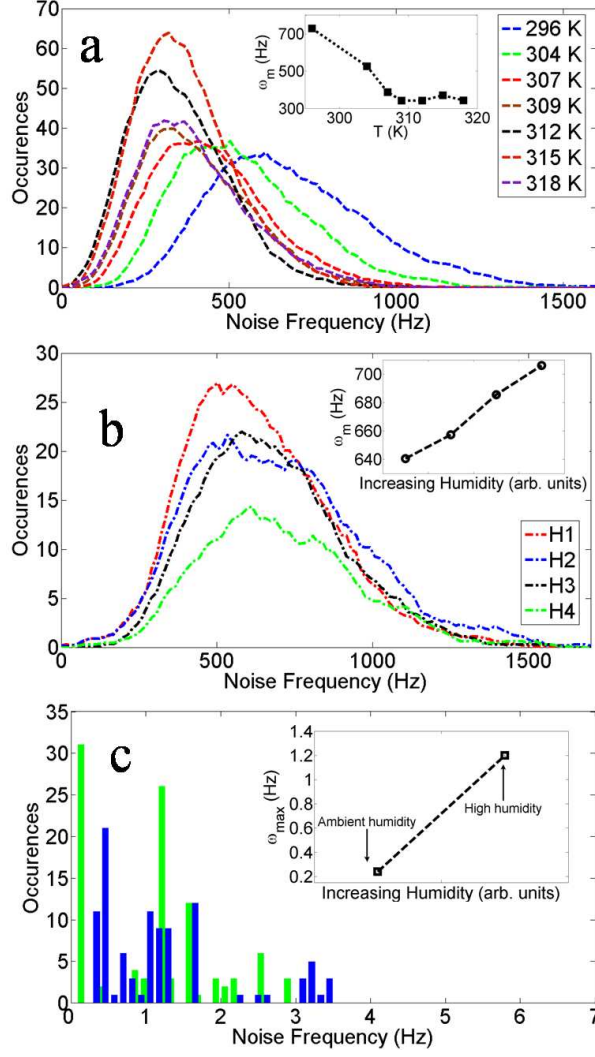 a
70
60
50
40
30
20
10
0
Occurences
0
500
1000
1500
Noise Frequency (Hz)
700
500
300
ω_m (Hz)
300
310
320
T (K)
296 K
304 K
307 K
309 K
312 K
315 K
318 K
b
30
25
20
15
10
5
0
Occurences
0
500
1000
1500
Noise Frequency (Hz)
700
680
660
640
ω_m (Hz)
Increasing Humidity (arb. units)
H1
H2
H3
H4
c
35
30
25
20
15
10
5
0
Occurences
0
1
2
3
4
5
6
7
Noise Frequency (Hz)
1.4
1.2
1
0.8
0.6
0.4
0.2
ω_max (Hz)
Ambient humidity
High humidity
Increasing Humidity (arb. units)